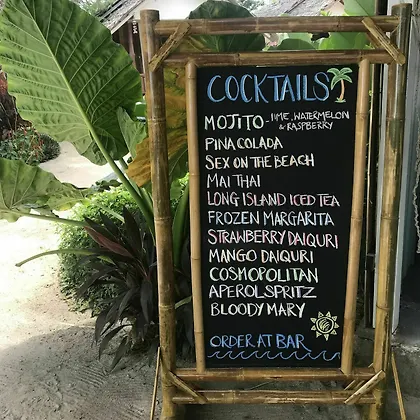 COCKTAILS
MOJITO - LIME, WATERMELON
& RASPBERRY
PINA COLADA
SEX ON THE BEACH
MAI THAI
LONG ISLAND ICED TEA
FROZEN MARGARITA
STRAWBERRY DAIQURI
MANGO DAIQURI
COSMOPOLITAN
APEROL SPRITZ
BLOODY MARY
ORDER AT BAR